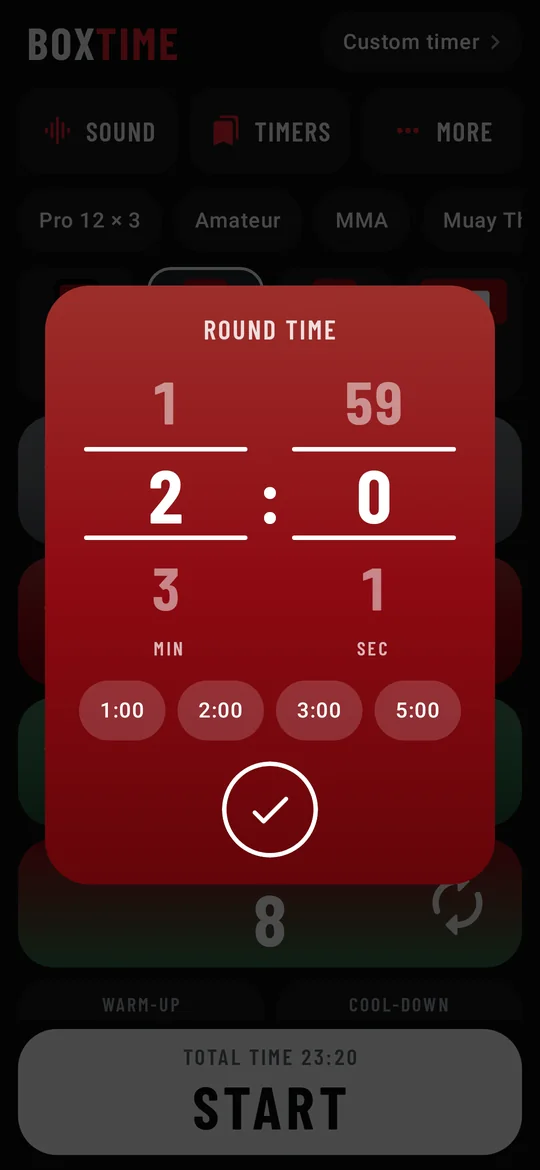 BOXTIME
Custom timer
SOUND
TIMERS
MORE
Pro 12 × 3
Amateur
MMA
Muay Th
ROUND TIME
1 59
2 : 0
3 1
MIN SEC
1:00 2:00 3:00 5:00
8
WARM-UP
COOL-DOWN
TOTAL TIME 23:20
START